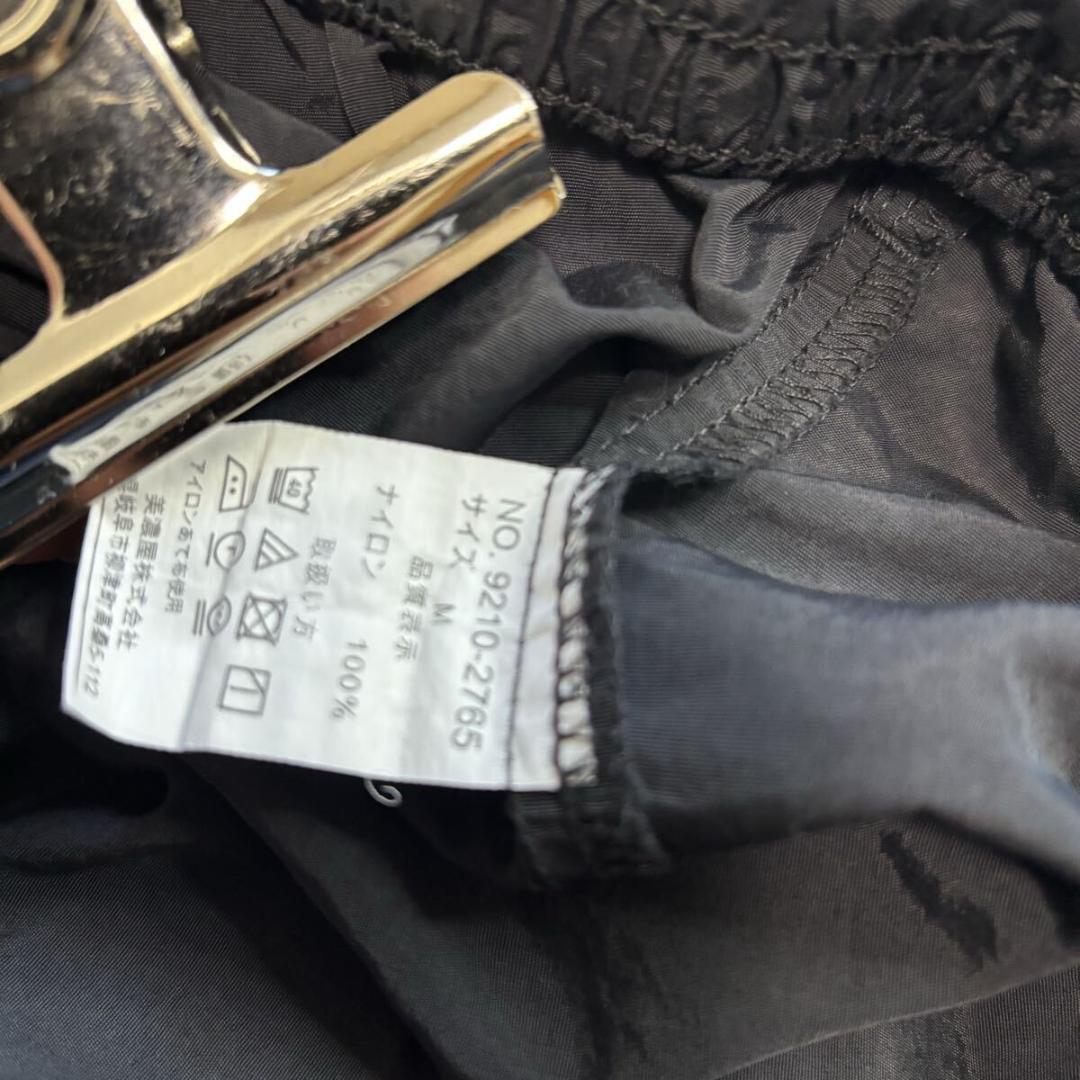 NO. 9210-2765
サイズ M
品質表示
ナイロン 100%
取扱い方
40
アイロンあて布使用
美濃屋株式会社
岐阜市柳津町
5-112